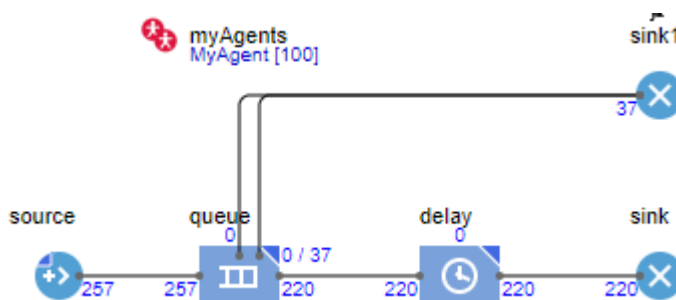 myAgents
MyAgent [100]
sink1
37
source
queue
delay
sink
0
0
0 / 37
257
257
220
220
220
220